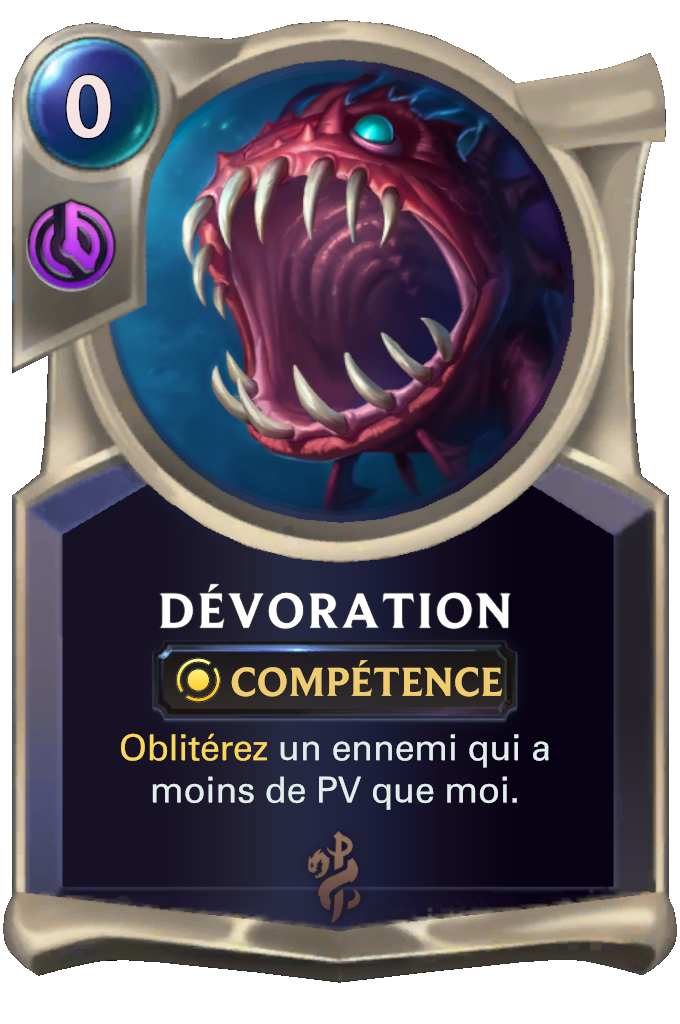 0
DÉVORATION
COMPÉTENCE
Oblitérez un ennemi qui a
moins de PV que moi.